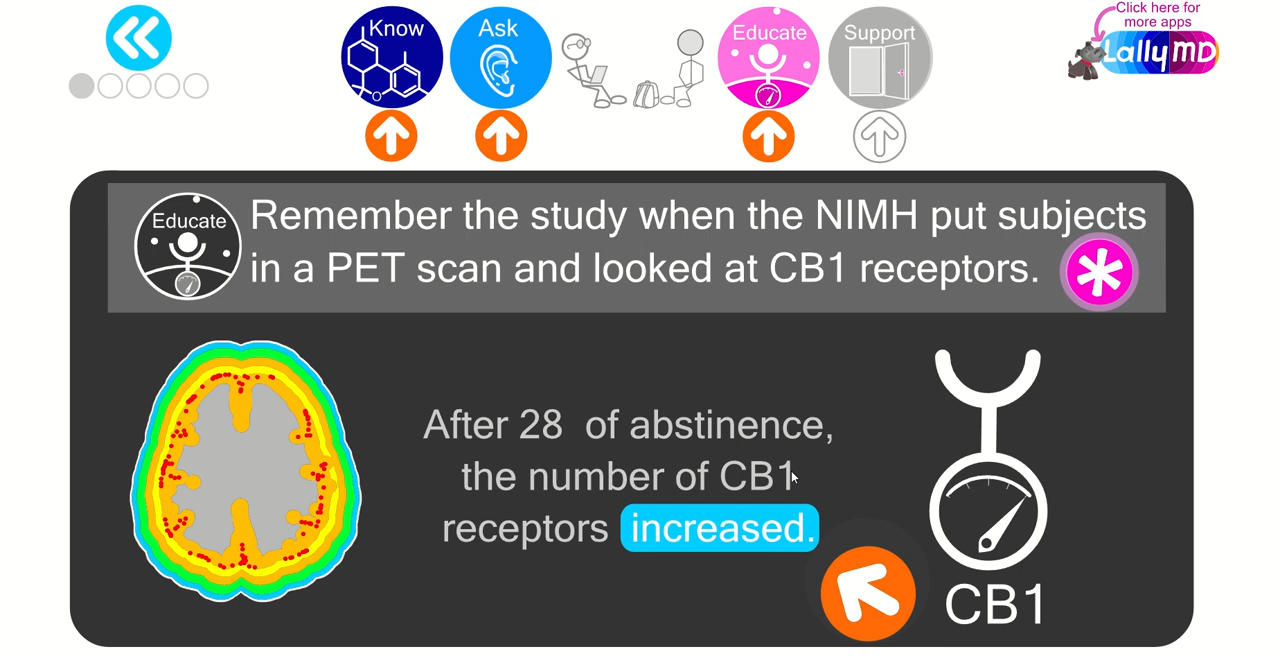 Know
Ask
Educate
Support
Click here for
more apps
LallyMD
Educate
Remember the study when the NIMH put subjects
in a PET scan and looked at CB1 receptors.
*
After 28  of abstinence,
the number of CB1
receptors increased.
O
CB1